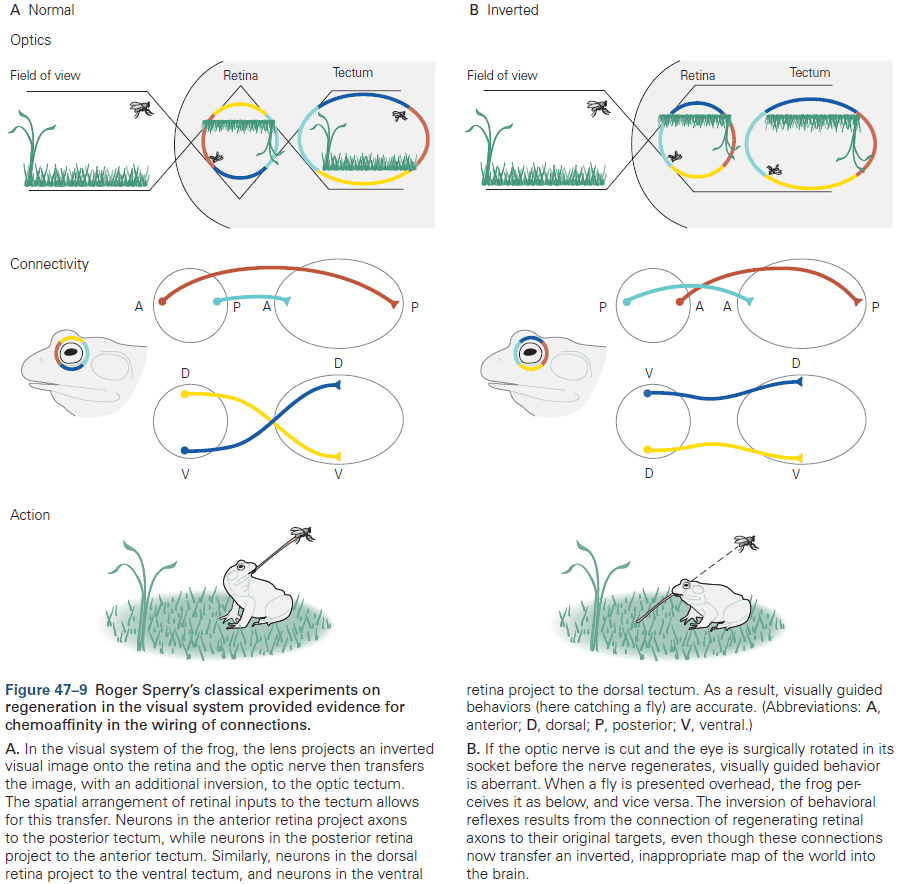 A Normal
Optics
Field of view
Retina
Tectum
Connectivity
A
P
A
P
D
D
V
V
Action
B Inverted
Field of view
Retina
Tectum
P
A
A
P
V
D
D
V
Figure 47–9 Roger Sperry’s classical experiments on
regeneration in the visual system provided evidence for
chemoaffinity in the wiring of connections.
A. In the visual system of the frog, the lens projects an inverted
visual image onto the retina and the optic nerve then transfers
the image, with an additional inversion, to the optic tectum.
The spatial arrangement of retinal inputs to the tectum allows
for this transfer. Neurons in the anterior retina project axons
to the posterior tectum, while neurons in the posterior retina
project to the anterior tectum. Similarly, neurons in the dorsal
retina project to the ventral tectum, and neurons in the ventral
retina project to the dorsal tectum. As a result, visually guided
behaviors (here catching a fly) are accurate. (Abbreviations: A,
anterior; D, dorsal; P, posterior; V, ventral.)
B. If the optic nerve is cut and the eye is surgically rotated in its
socket before the nerve regenerates, visually guided behavior
is aberrant. When a fly is presented overhead, the frog per-
ceives it as below, and vice versa. The inversion of behavioral
reflexes results from the connection of regenerating retinal
axons to their original targets, even though these connections
now transfer an inverted, inappropriate map of the world into
the brain.